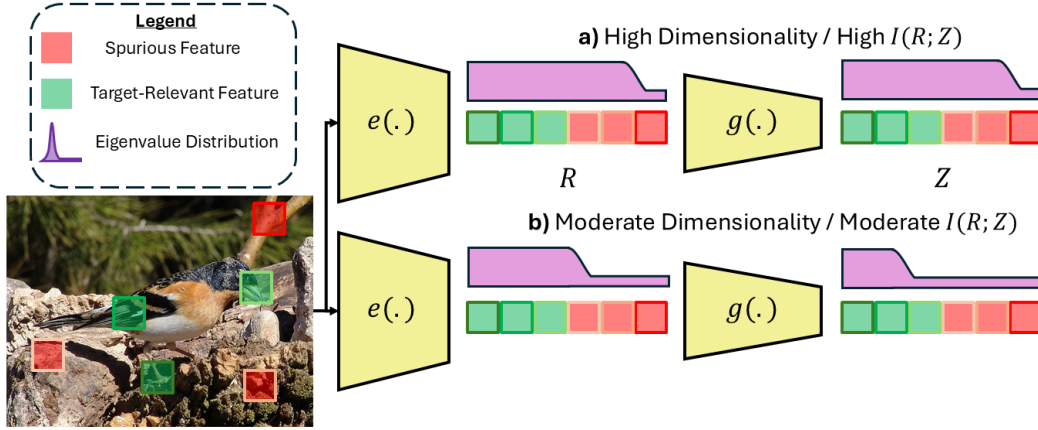 Legend
Spurious Feature
Target-Relevant Feature
Eigenvalue Distribution
a) High Dimensionality / High I(R; Z)
e(.)
g(.)
R
Z
b) Moderate Dimensionality / Moderate I(R; Z)
e(.)
g(.)